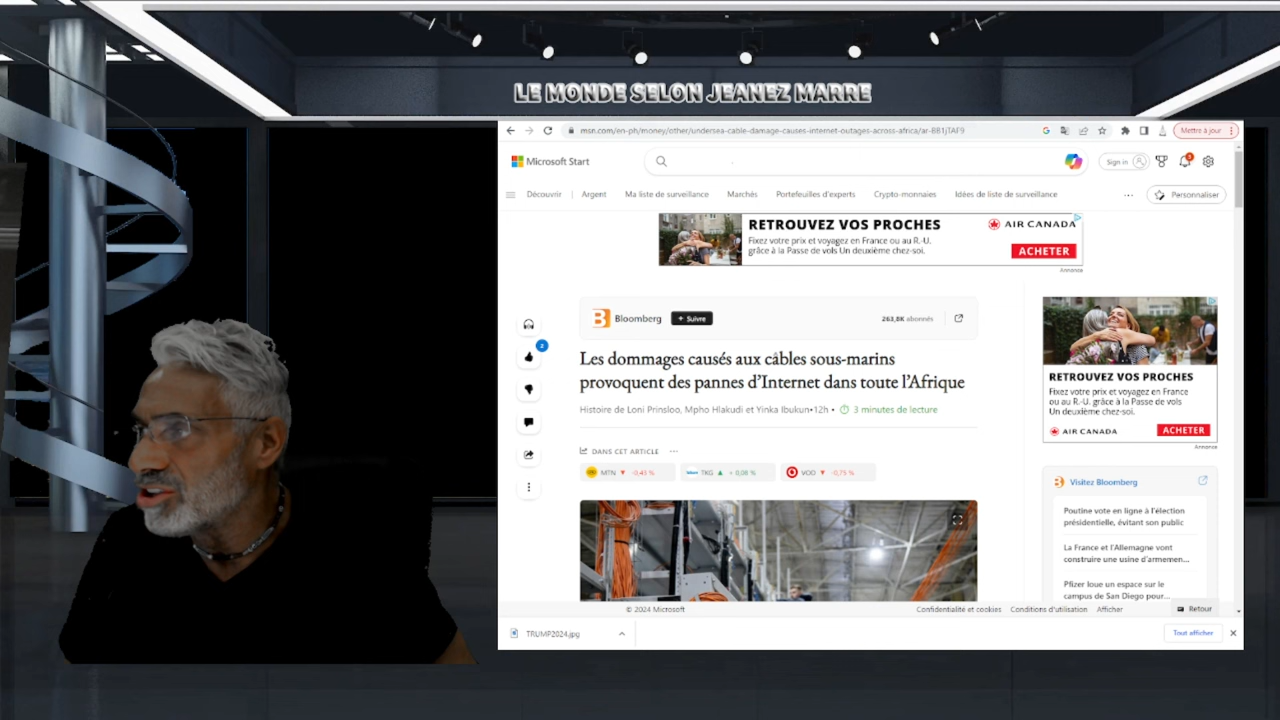 LE MONDE SELON JEANEZ MARRE
msn.com/en-ph/money/other/undersea-cable-damage-causes-internet-outages-across-africa/ar-BB1jTAF9
Mettre à jour
Microsoft Start
Sign in
Découvrir
Argent
Ma liste de surveillance
Marchés
Portefeuilles d'experts
Crypto-monnaies
Idées de liste de surveillance
Personnaliser
RETROUVEZ VOS PROCHES
Fixez votre prix et voyagez en France ou au R.-U.
grâce à la Passe de vols Un deuxième chez-soi.
AIR CANADA
ACHETER
Annonce
Bloomberg
+ Suivre
263,8K abonnés
2
Les dommages causés aux câbles sous-marins
provoquent des pannes d'Internet dans toute l'Afrique
Histoire de Loni Prinsloo, Mpho Hlakudi et Yinka Ibukun•12h •
3 minutes de lecture
DANS CET ARTICLE
MTN ▼ -0,43 %
TKG ▲ + 0,08 %
VOD ▼ -0,75 %
RETROUVEZ VOS PROCHES
Fixez votre prix et voyagez en France
ou au R.-U. grâce à la Passe de vols
Un deuxième chez-soi.
AIR CANADA
ACHETER
Annonce
Visitez Bloomberg
Poutine vote en ligne à l'élection
présidentielle, évitant son public
La France et l'Allemagne vont
construire une usine d'armemen...
Pfizer loue un espace sur le
campus de San Diego pour...
© 2024 Microsoft
Confidentialité et cookies
Conditions d'utilisation
Afficher
Retour
TRUMP2024.jpg
Tout afficher